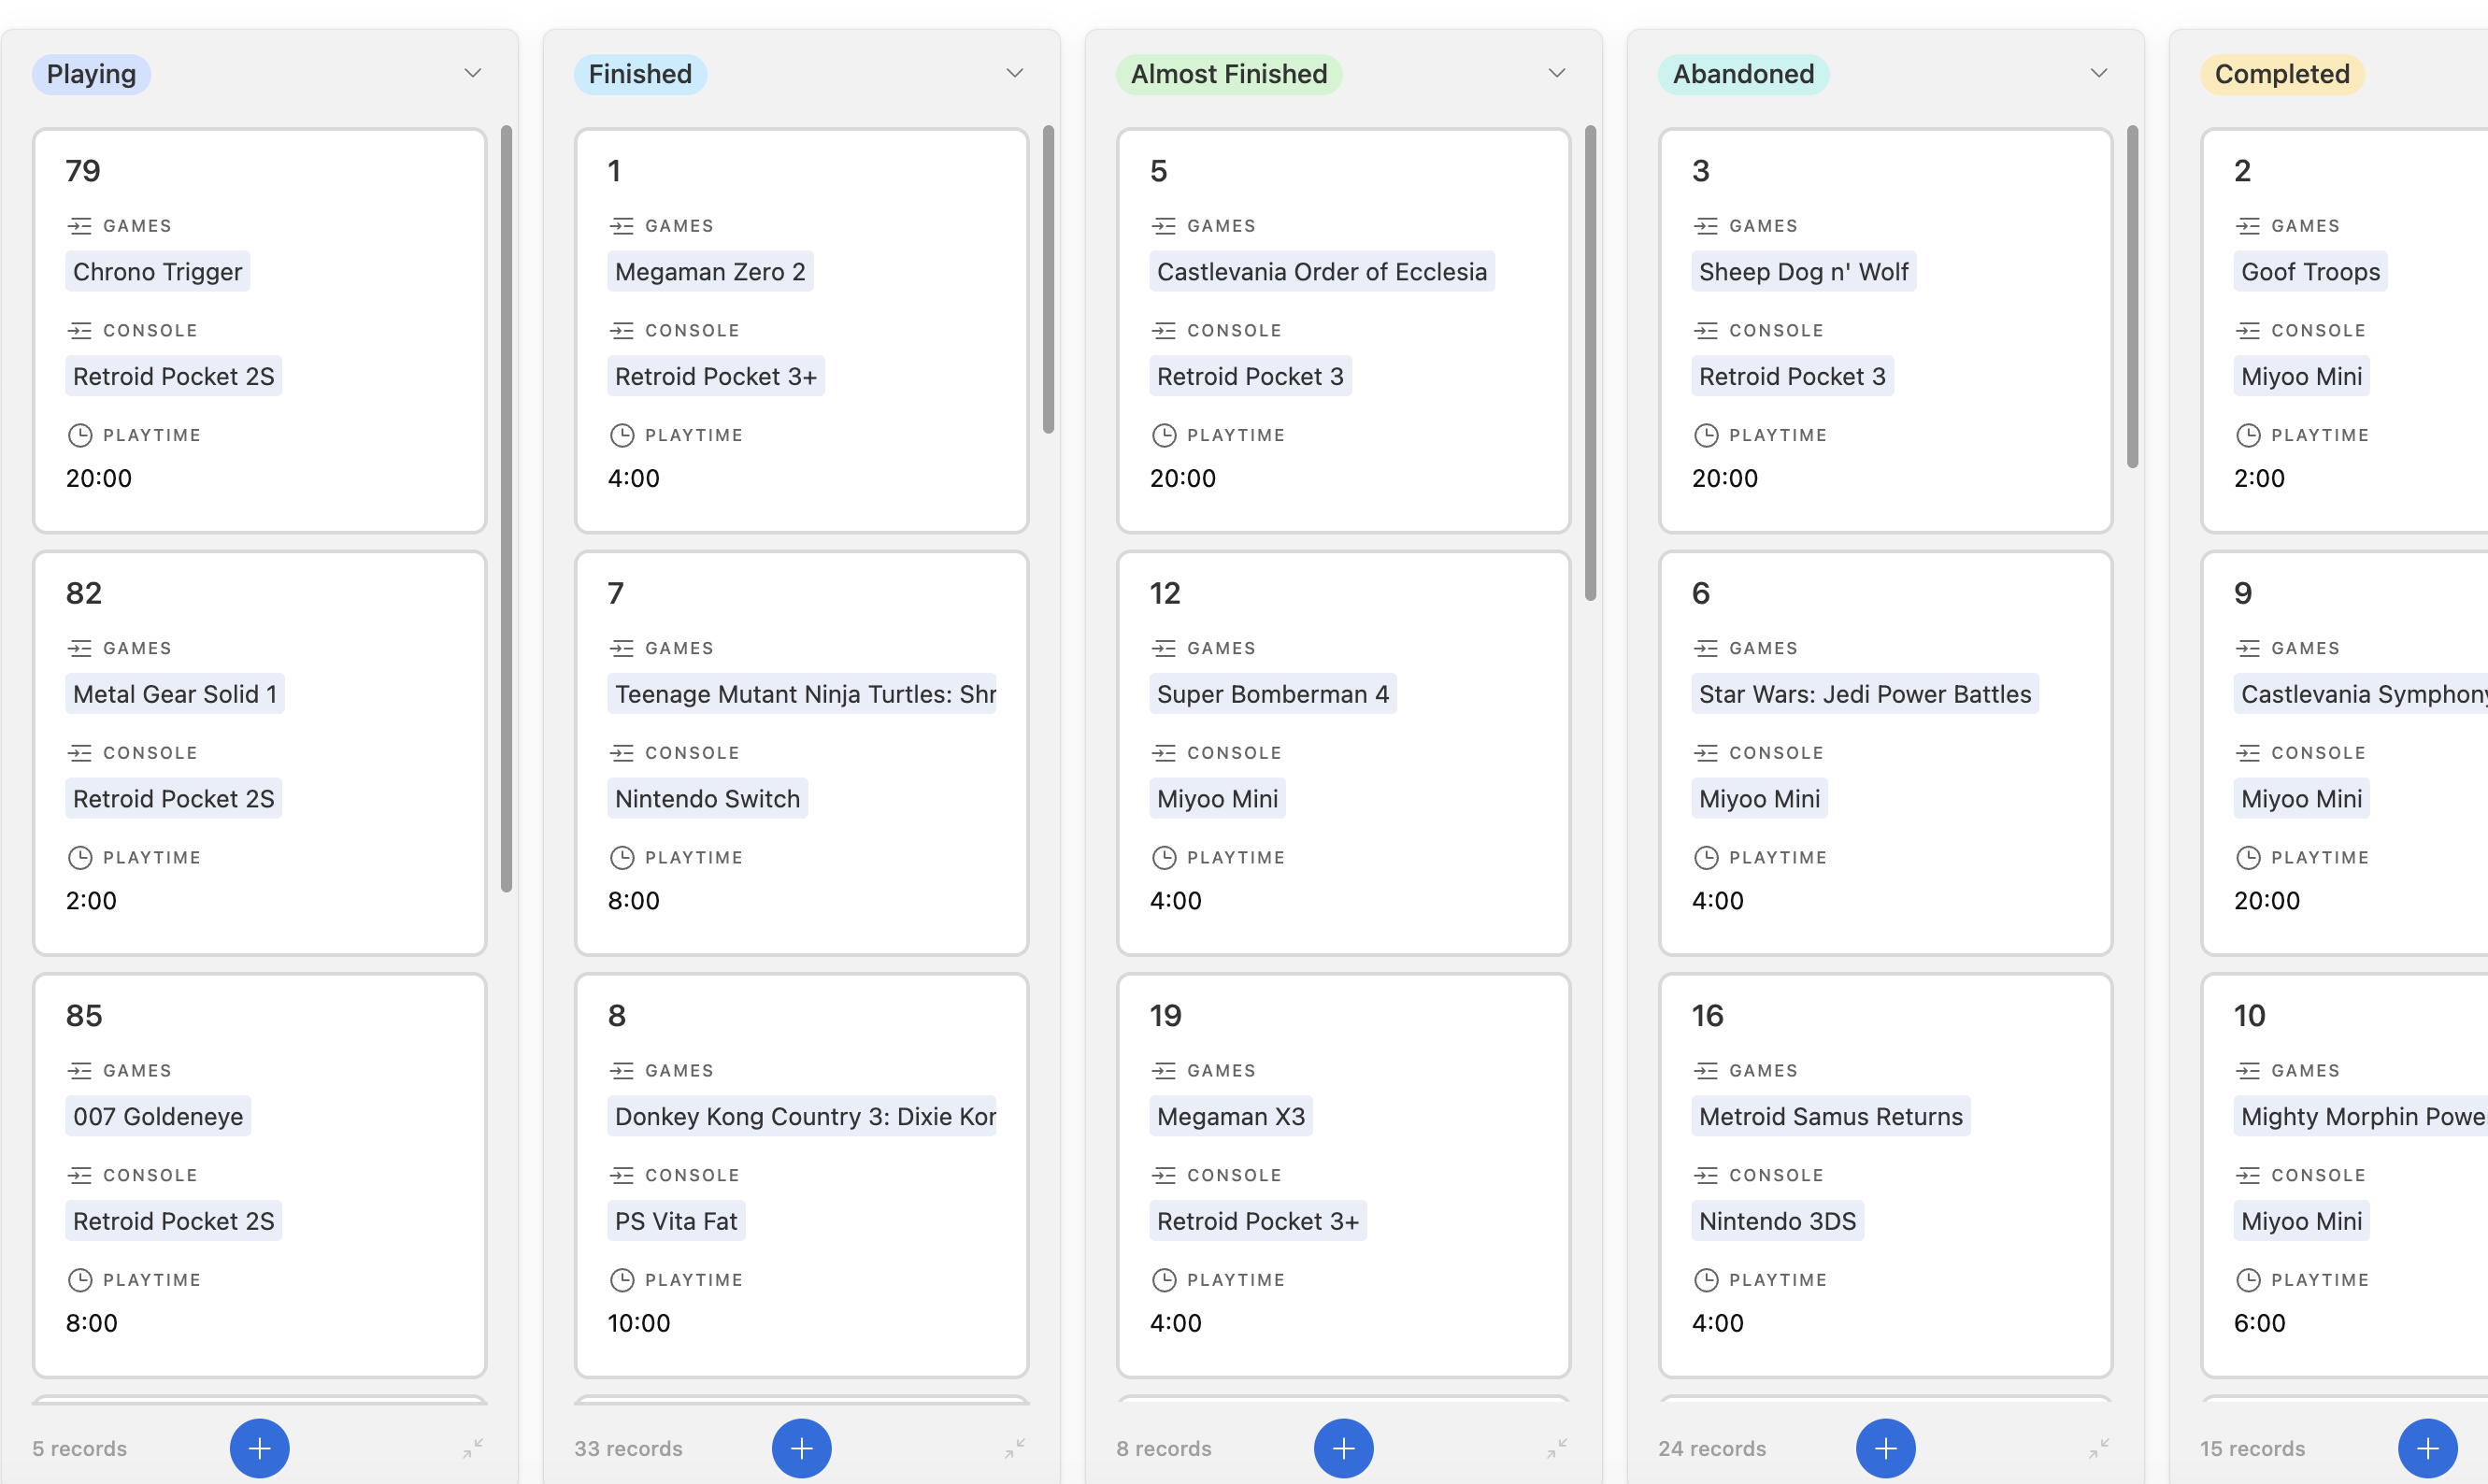 Playing
79
GAMES
Chrono Trigger
CONSOLE
Retroid Pocket 2S
PLAYTIME
20:00
82
GAMES
Metal Gear Solid 1
CONSOLE
Retroid Pocket 2S
PLAYTIME
2:00
85
GAMES
007 Goldeneye
CONSOLE
Retroid Pocket 2S
PLAYTIME
8:00
5 records
Finished
1
GAMES
Megaman Zero 2
CONSOLE
Retroid Pocket 3+
PLAYTIME
4:00
7
GAMES
Teenage Mutant Ninja Turtles: Shr
CONSOLE
Nintendo Switch
PLAYTIME
8:00
8
GAMES
Donkey Kong Country 3: Dixie Kor
CONSOLE
PS Vita Fat
PLAYTIME
10:00
33 records
Almost Finished
5
GAMES
Castlevania Order of Ecclesia
CONSOLE
Retroid Pocket 3
PLAYTIME
20:00
12
GAMES
Super Bomberman 4
CONSOLE
Miyoo Mini
PLAYTIME
4:00
19
GAMES
Megaman X3
CONSOLE
Retroid Pocket 3+
PLAYTIME
4:00
8 records
Abandoned
3
GAMES
Sheep Dog n' Wolf
CONSOLE
Retroid Pocket 3
PLAYTIME
20:00
6
GAMES
Star Wars: Jedi Power Battles
CONSOLE
Miyoo Mini
PLAYTIME
4:00
16
GAMES
Metroid Samus Returns
CONSOLE
Nintendo 3DS
PLAYTIME
4:00
24 records
Completed
2
GAMES
Goof Troops
CONSOLE
Miyoo Mini
PLAYTIME
2:00
9
GAMES
Castlevania Symphony
CONSOLE
Miyoo Mini
PLAYTIME
20:00
10
GAMES
Mighty Morphin Powe
CONSOLE
Miyoo Mini
PLAYTIME
6:00
15 records